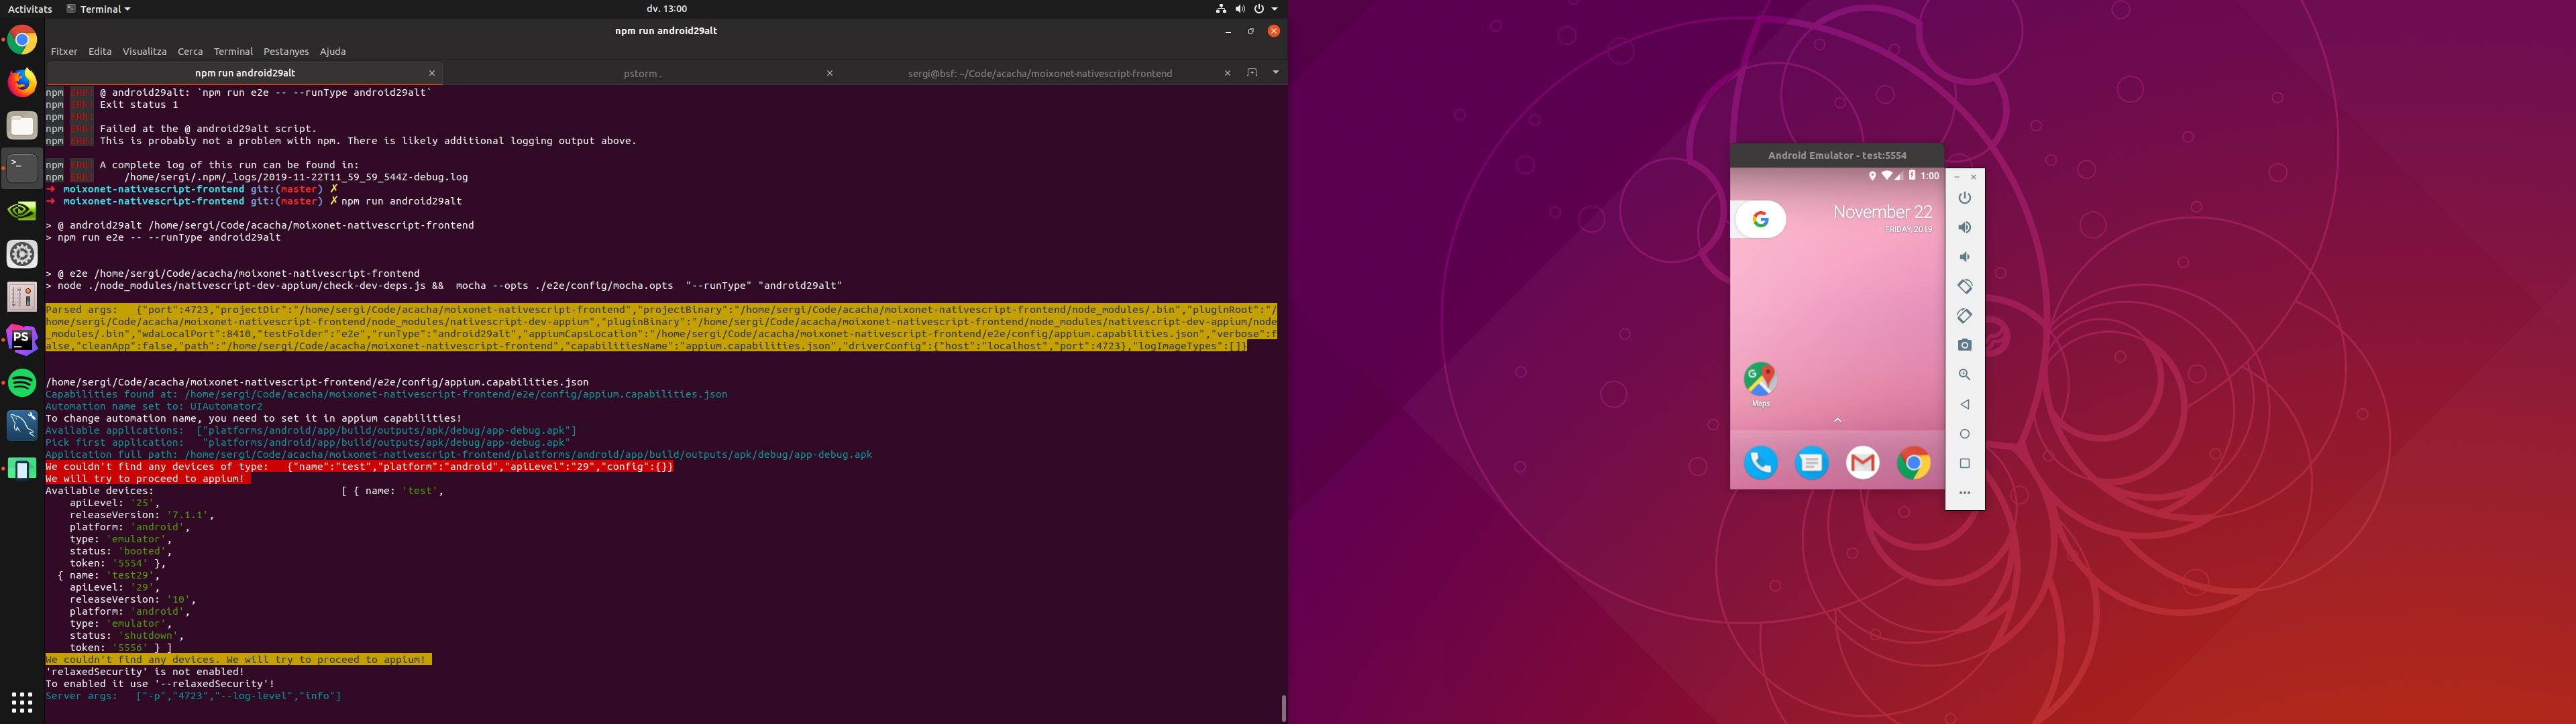 Activitats
Terminal
dv. 13:00
npm run android29alt
Fitxer Edita Visualitza Cerca Terminal Pestanyes Ajuda
npm run android29alt
pstorm .
sergi@bsf: ~/Code/acacha/moixonet-nativescript-frontend
npm ERR! @ android29alt: `npm run e2e -- --runType android29alt`
npm ERR! Exit status 1
npm ERR!
npm ERR! Failed at the @ android29alt script.
npm ERR! This is probably not a problem with npm. There is likely additional logging output above.
npm ERR! A complete log of this run can be found in:
npm ERR!     /home/sergi/.npm/_logs/2019-11-22T11_59_59_544Z-debug.log
➜ moixonet-nativescript-frontend git:(master) ✗
➜ moixonet-nativescript-frontend git:(master) ✗ npm run android29alt
> @ android29alt /home/sergi/Code/acacha/moixonet-nativescript-frontend
> npm run e2e -- --runType android29alt
> @ e2e /home/sergi/Code/acacha/moixonet-nativescript-frontend
> node ./node_modules/nativescript-dev-appium/check-dev-deps.js && mocha --opts ./e2e/config/mocha.opts "--runType" "android29alt"
Parsed args: {"port":4723,"projectDir":"/home/sergi/Code/acacha/moixonet-nativescript-frontend","projectBinary":"/home/sergi/Code/acacha/moixonet-nativescript-frontend/node_modules/.bin","pluginRoot":"/
home/sergi/Code/acacha/moixonet-nativescript-frontend/node_modules/nativescript-dev-appium","pluginBinary":"/home/sergi/Code/acacha/moixonet-nativescript-frontend/node_modules/nativescript-dev-appium/node
_modules/.bin","wdaLocalPort":8410,"testFolder":"e2e","runType":"android29alt","appiumCapsLocation":"/home/sergi/Code/acacha/moixonet-nativescript-frontend/e2e/config/appium.capabilities.json","verbose":f
alse,"cleanApp":false,"path":"/home/sergi/Code/acacha/moixonet-nativescript-frontend","capabilitiesName":"appium.capabilities.json","driverConfig":{"host":"localhost","port":4723},"logImageTypes":[]}
/home/sergi/Code/acacha/moixonet-nativescript-frontend/e2e/config/appium.capabilities.json
Capabilities found at: /home/sergi/Code/acacha/moixonet-nativescript-frontend/e2e/config/appium.capabilities.json
Automation name set to: UIAutomator2
To change automation name, you need to set it in appium capabilities!
Available applications: ["platforms/android/app/build/outputs/apk/debug/app-debug.apk"]
Pick first application: "platforms/android/app/build/outputs/apk/debug/app-debug.apk"
Application full path: /home/sergi/Code/acacha/moixonet-nativescript-frontend/platforms/android/app/build/outputs/apk/debug/app-debug.apk
We couldn't find any devices of type: {"name":"test","platform":"android","apiLevel":"29","config":{}}
We will try to proceed to appium!
Available devices: [ { name: 'test',
apiLevel: '25',
releaseVersion: '7.1.1',
platform: 'android',
type: 'emulator',
status: 'booted',
token: '5554' },
{ name: 'test29',
apiLevel: '29',
releaseVersion: '10',
platform: 'android',
type: 'emulator',
status: 'shutdown',
token: '5556' } ]
We couldn't find any devices. We will try to proceed to appium!
'relaxedSecurity' is not enabled!
To enabled it use '--relaxedSecurity'!
Server args: ["-p","4723","--log-level","info"]
PS
Android Emulator - test:5554
1:00
G
November 22
FRIDAY, 2019
Maps